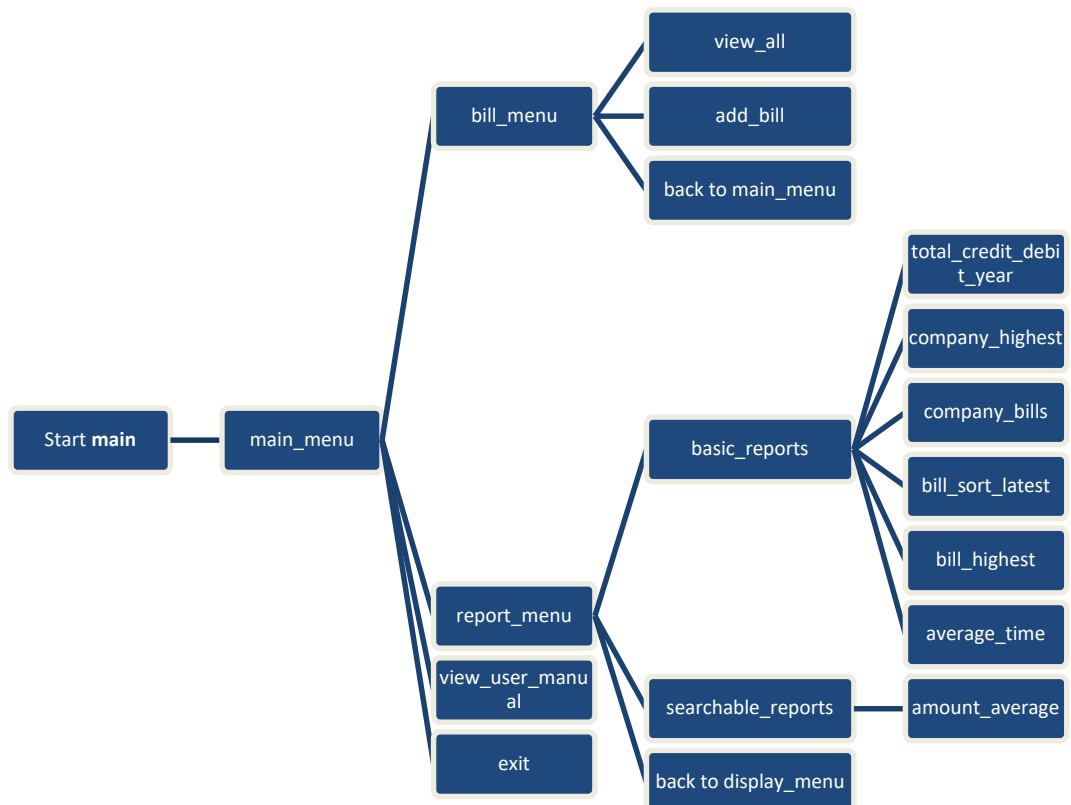 view_all
bill_menu
add_bill
back to main_menu
total_credit_debi
t_year
company_highest
company_bills
Start main
main_menu
basic_reports
bill_sort_latest
bill_highest
report_menu
average_time
view_user_manu
al
searchable_reports
amount_average
exit
back to display_menu